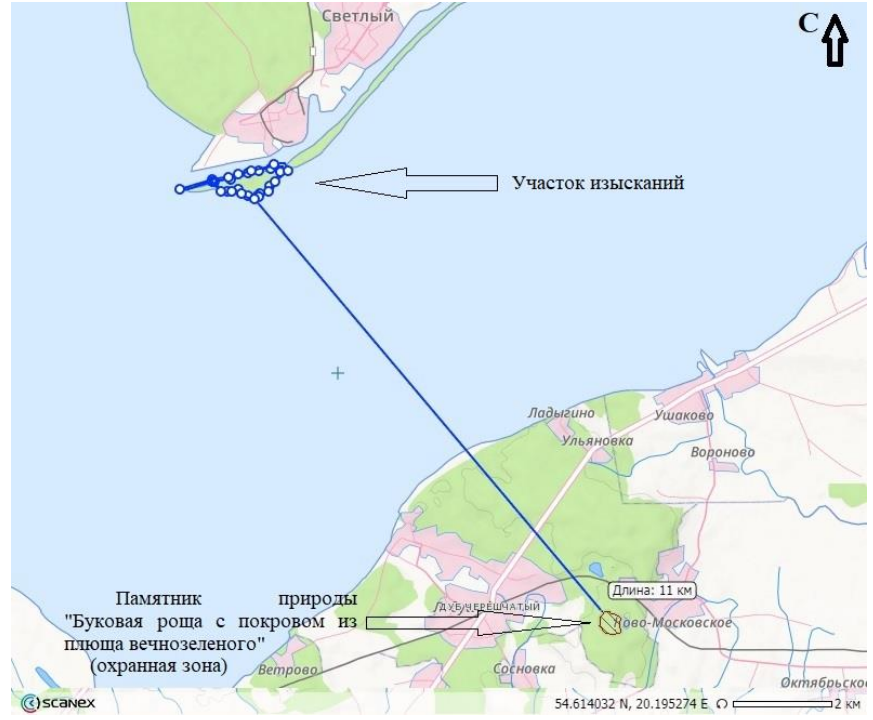 Светлый
С
Участок изысканий
Ладыгино
Ушаково
Ульяновка
Вороново
Длина: 11 км
ДУБ ЧЕРЕШЧАТЫЙ
Ново-Московское
Памятник природы
"Буковая роща с покровом из
плюща вечнозеленого"
(охранная зона)
Ветрово
Сосновка
Октябрьское
scanex
54.614032 N, 20.195274 E
2 км